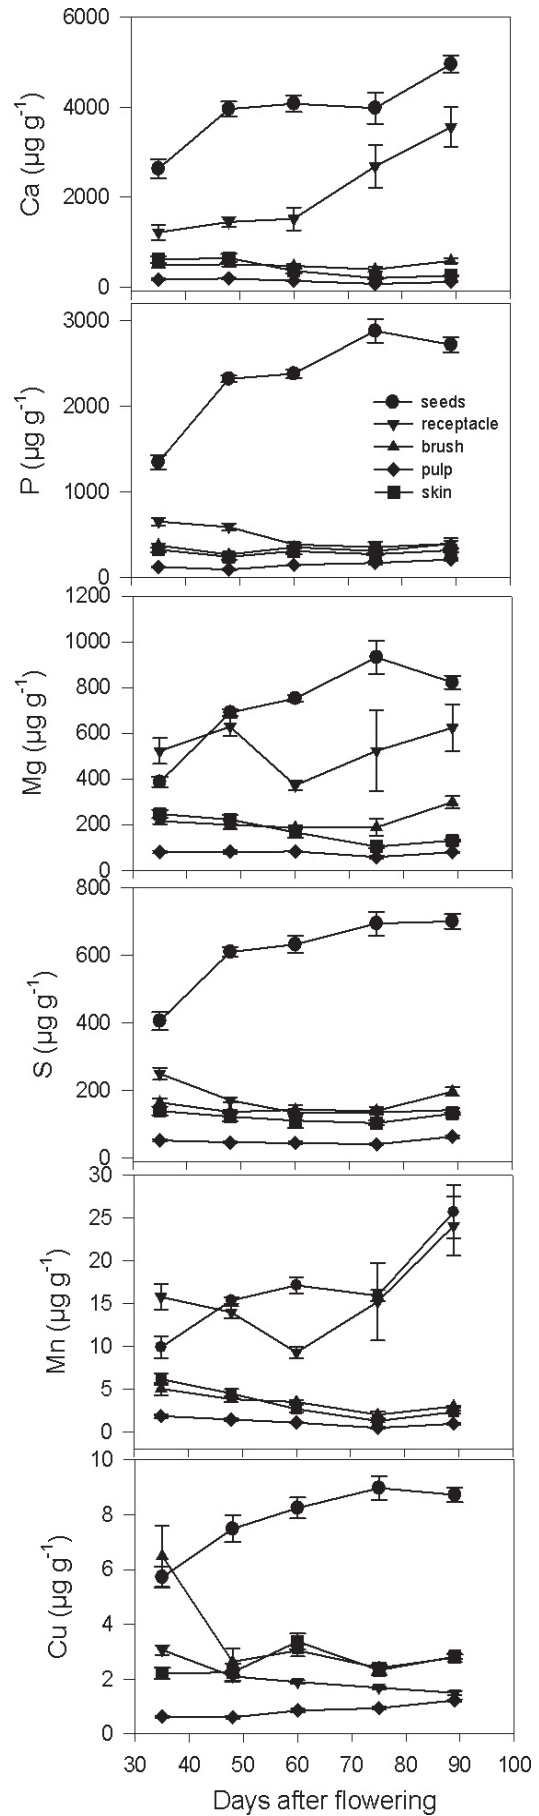 6000
4000
2000
0
Ca (µg g-1)
3000
2000
1000
0
P (µg g-1)
seeds
receptacle
brush
pulp
skin
1200
1000
800
600
400
200
0
Mg (µg g-1)
800
600
400
200
0
S (µg g-1)
30
25
20
15
10
5
0
Mn (µg g-1)
10
8
6
4
2
0
Cu (µg g-1)
30 40 50 60 70 80 90 100
Days after flowering